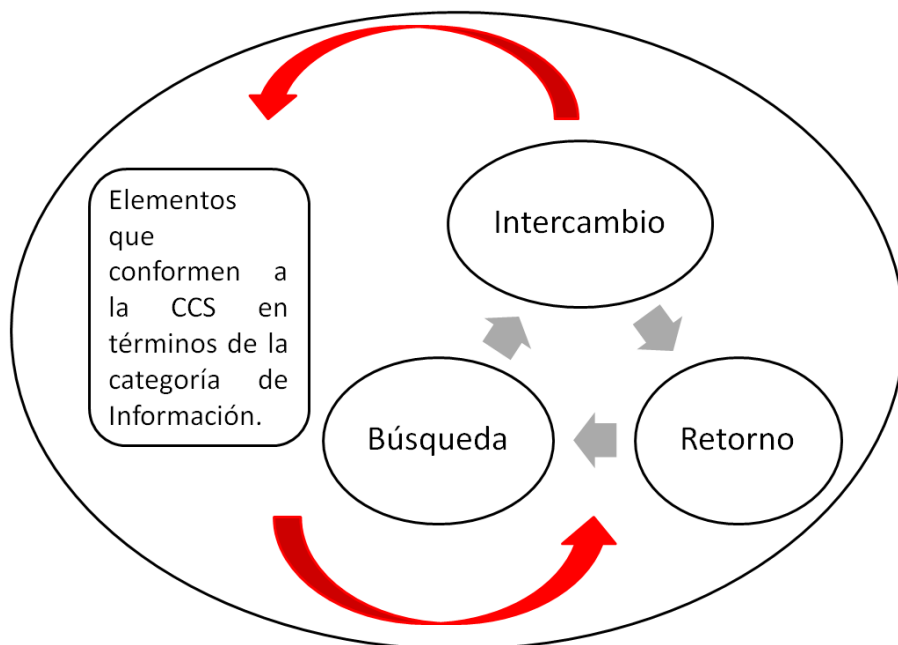 Elementos
que
conformen a
la CCS en
términos de la
categoría de
Información.
Intercambio
Búsqueda
Retorno